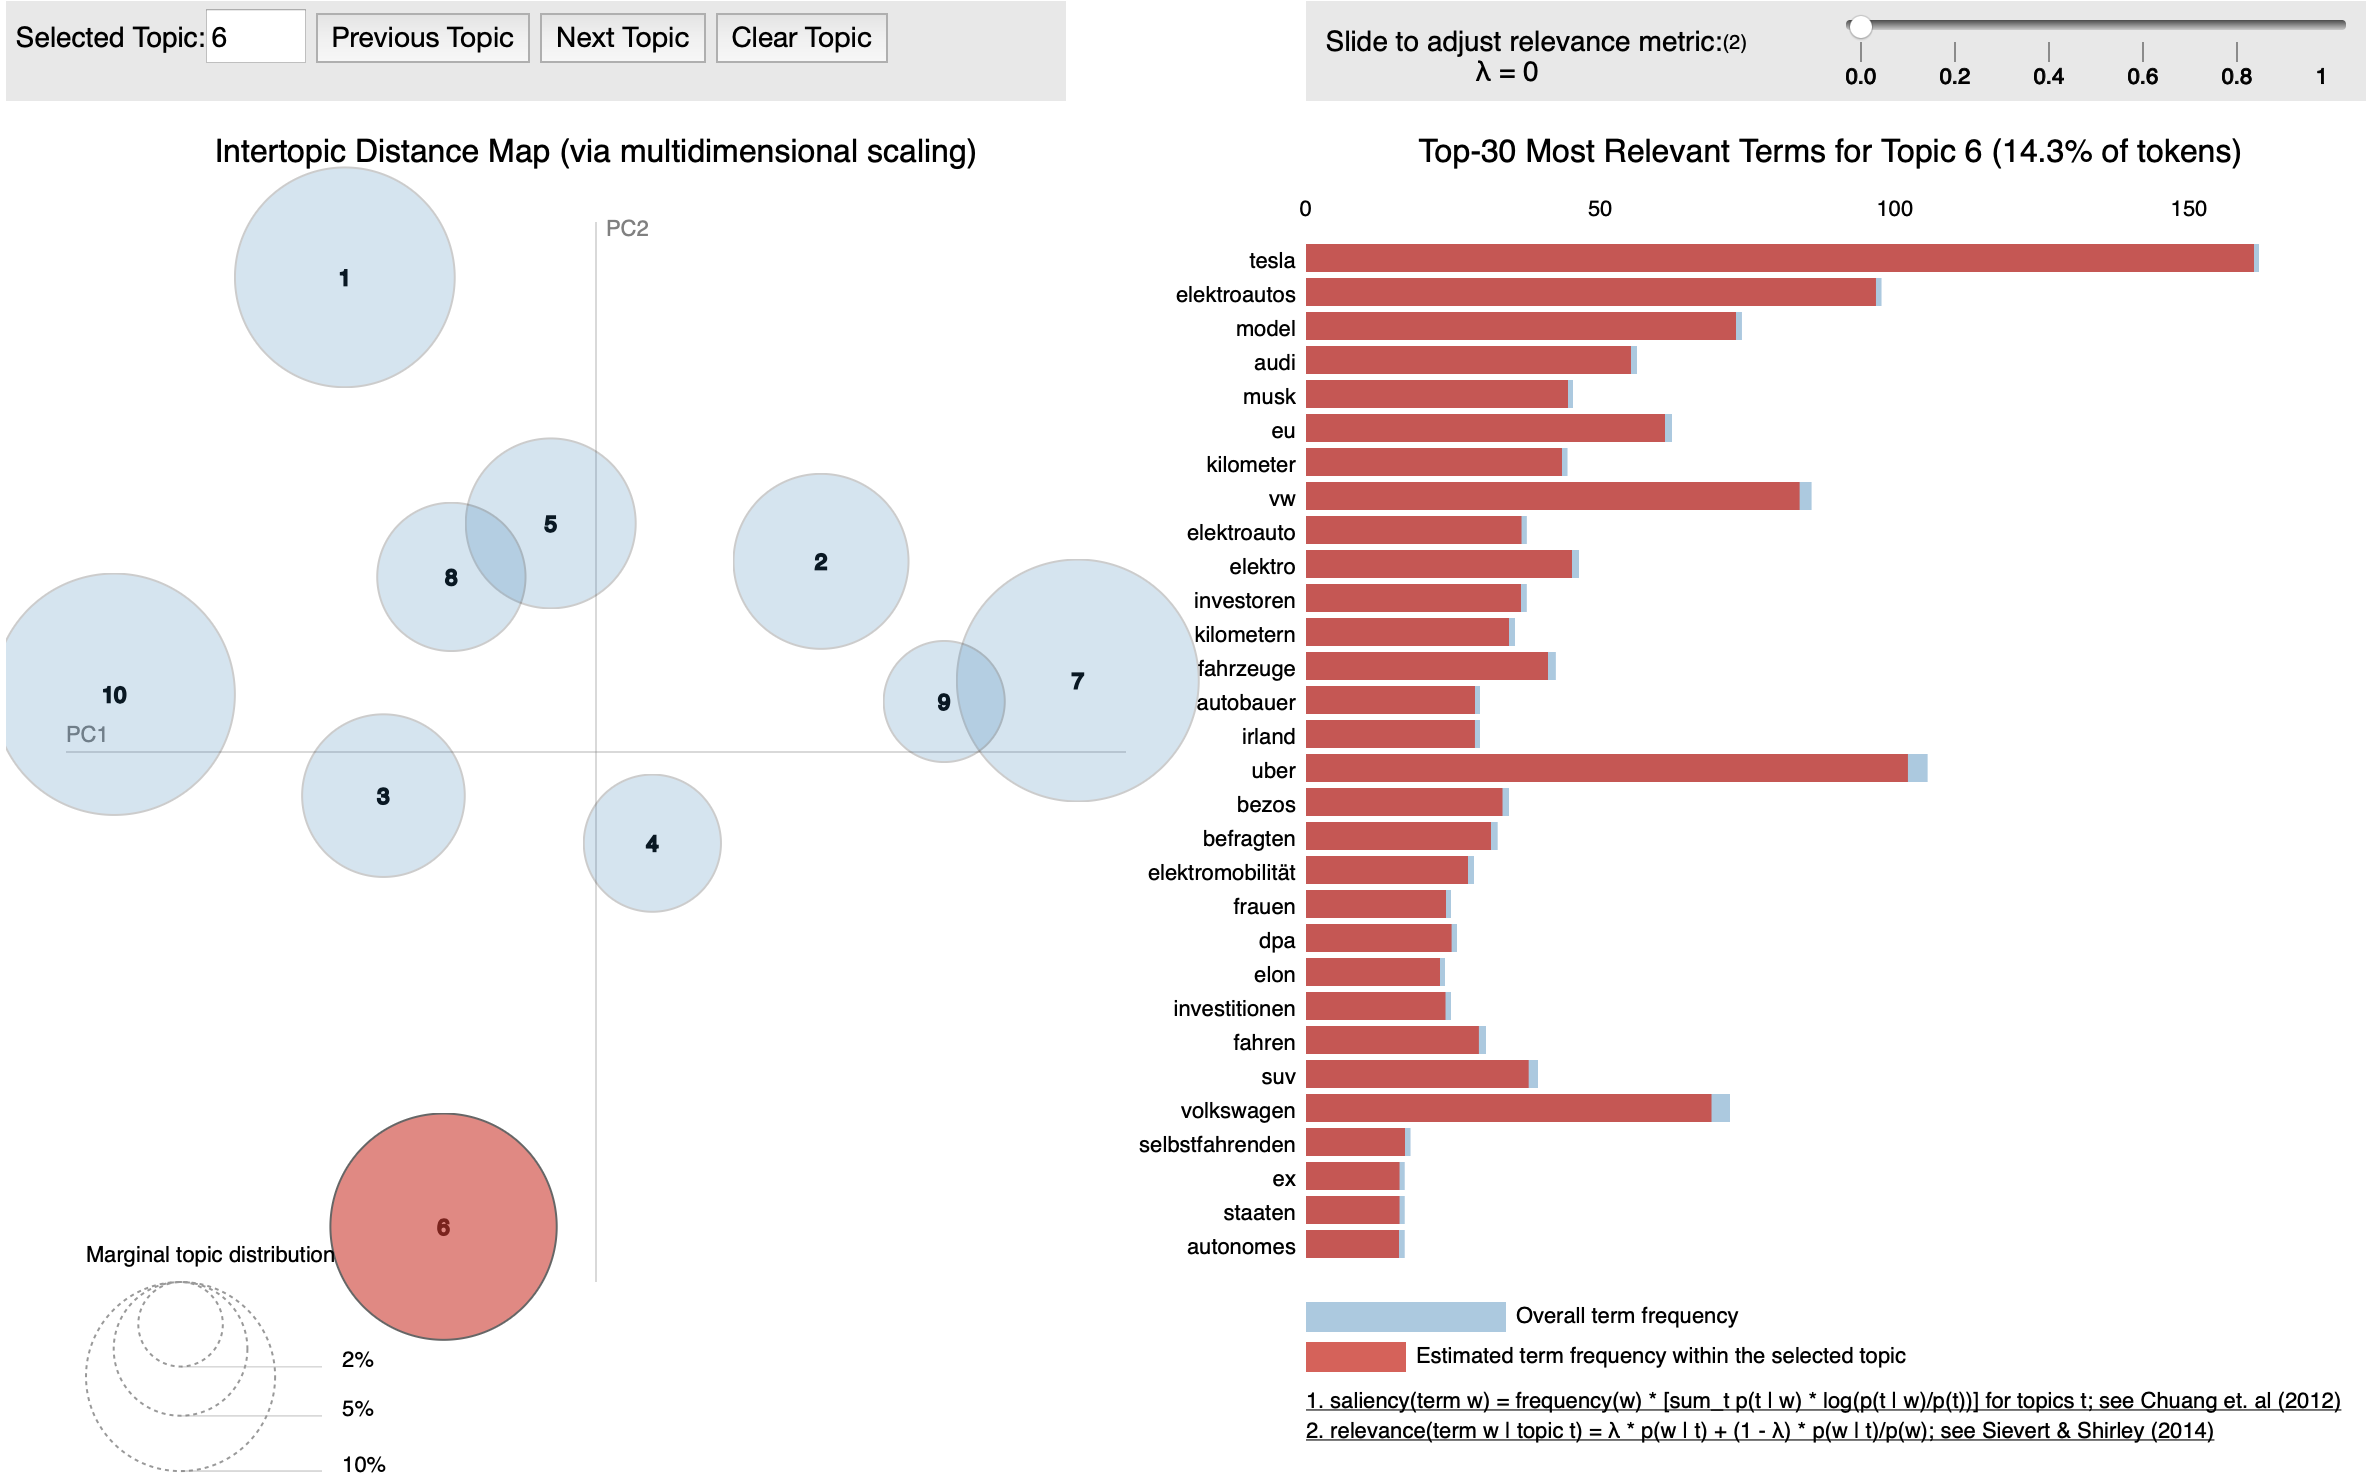 Selected Topic: 6 Previous Topic Next Topic Clear Topic
Slide to adjust relevance metric:(2)
λ = 0
0.0 0.2 0.4 0.6 0.8 1
Intertopic Distance Map (via multidimensional scaling)
PC2
1
5
2
8
7
10
9
PC1
3
4
6
Marginal topic distribution
2%
5%
10%
Top-30 Most Relevant Terms for Topic 6 (14.3% of tokens)
0 50 100 150
tesla
elektroautos
model
audi
musk
eu
kilometer
vw
elektroauto
elektro
investoren
kilometern
fahrzeuge
autobauer
irland
uber
bezos
befragten
elektromobilität
frauen
dpa
elon
investitionen
fahren
suv
volkswagen
selbstfahrenden
ex
staaten
autonomes
Overall term frequency
Estimated term frequency within the selected topic
1. saliency(term w) = frequency(w) * [sum_t p(t | w) * log(p(t | w)/p(t))] for topics t; see Chuang et. al (2012)
2. relevance(term w | topic t) = λ * p(w | t) + (1 - λ) * p(w | t)/p(w); see Sievert & Shirley (2014)